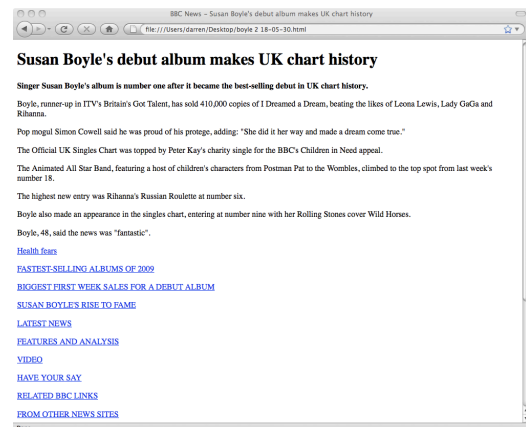 BBC News – Susan Boyle's debut album makes UK chart history
file:///Users/darren/Desktop/boyle 2 18-05-30.html
Susan Boyle's debut album makes UK chart history
Singer Susan Boyle's album is number one after it became the best-selling debut in UK chart history.
Boyle, runner-up in ITV's Britain's Got Talent, has sold 410,000 copies of I Dreamed a Dream, beating the likes of Leona Lewis, Lady GaGa and
Rihanna.
Pop mogul Simon Cowell said he was proud of his protege, adding: "She did it her way and made a dream come true."
The Official UK Singles Chart was topped by Peter Kay's charity single for the BBC's Children in Need appeal.
The Animated All Star Band, featuring a host of children's characters from Postman Pat to the Wombles, climbed to the top spot from last week's
number 18.
The highest new entry was Rihanna's Russian Roulette at number six.
Boyle also made an appearance in the singles chart, entering at number nine with her Rolling Stones cover Wild Horses.
Boyle, 48, said the news was "fantastic".
Health fears
FASTEST-SELLING ALBUMS OF 2009
BIGGEST FIRST WEEK SALES FOR A DEBUT ALBUM
SUSAN BOYLE'S RISE TO FAME
LATEST NEWS
FEATURES AND ANALYSIS
VIDEO
HAVE YOUR SAY
RELATED BBC LINKS
FROM OTHER NEWS SITES